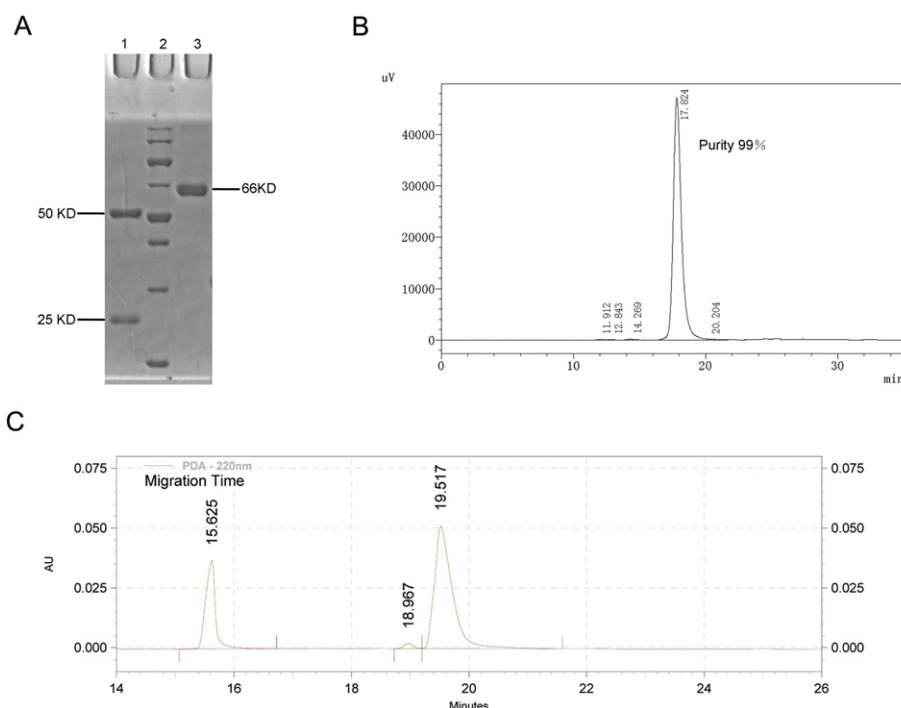 A
1 2 3
66KD
50 KD
25 KD
B
uV
40000
30000
20000
10000
0
17.824
Purity 99%
11.912
12.843
14.269
20.204
0 10 20 30
min
C
PDA - 220nm
Migration Time
0.075 0.075
0.050 0.050
0.025 0.025
0.000 0.000
AU
15.625
18.967
19.517
14 16 18 20 22 24 26
Minutes